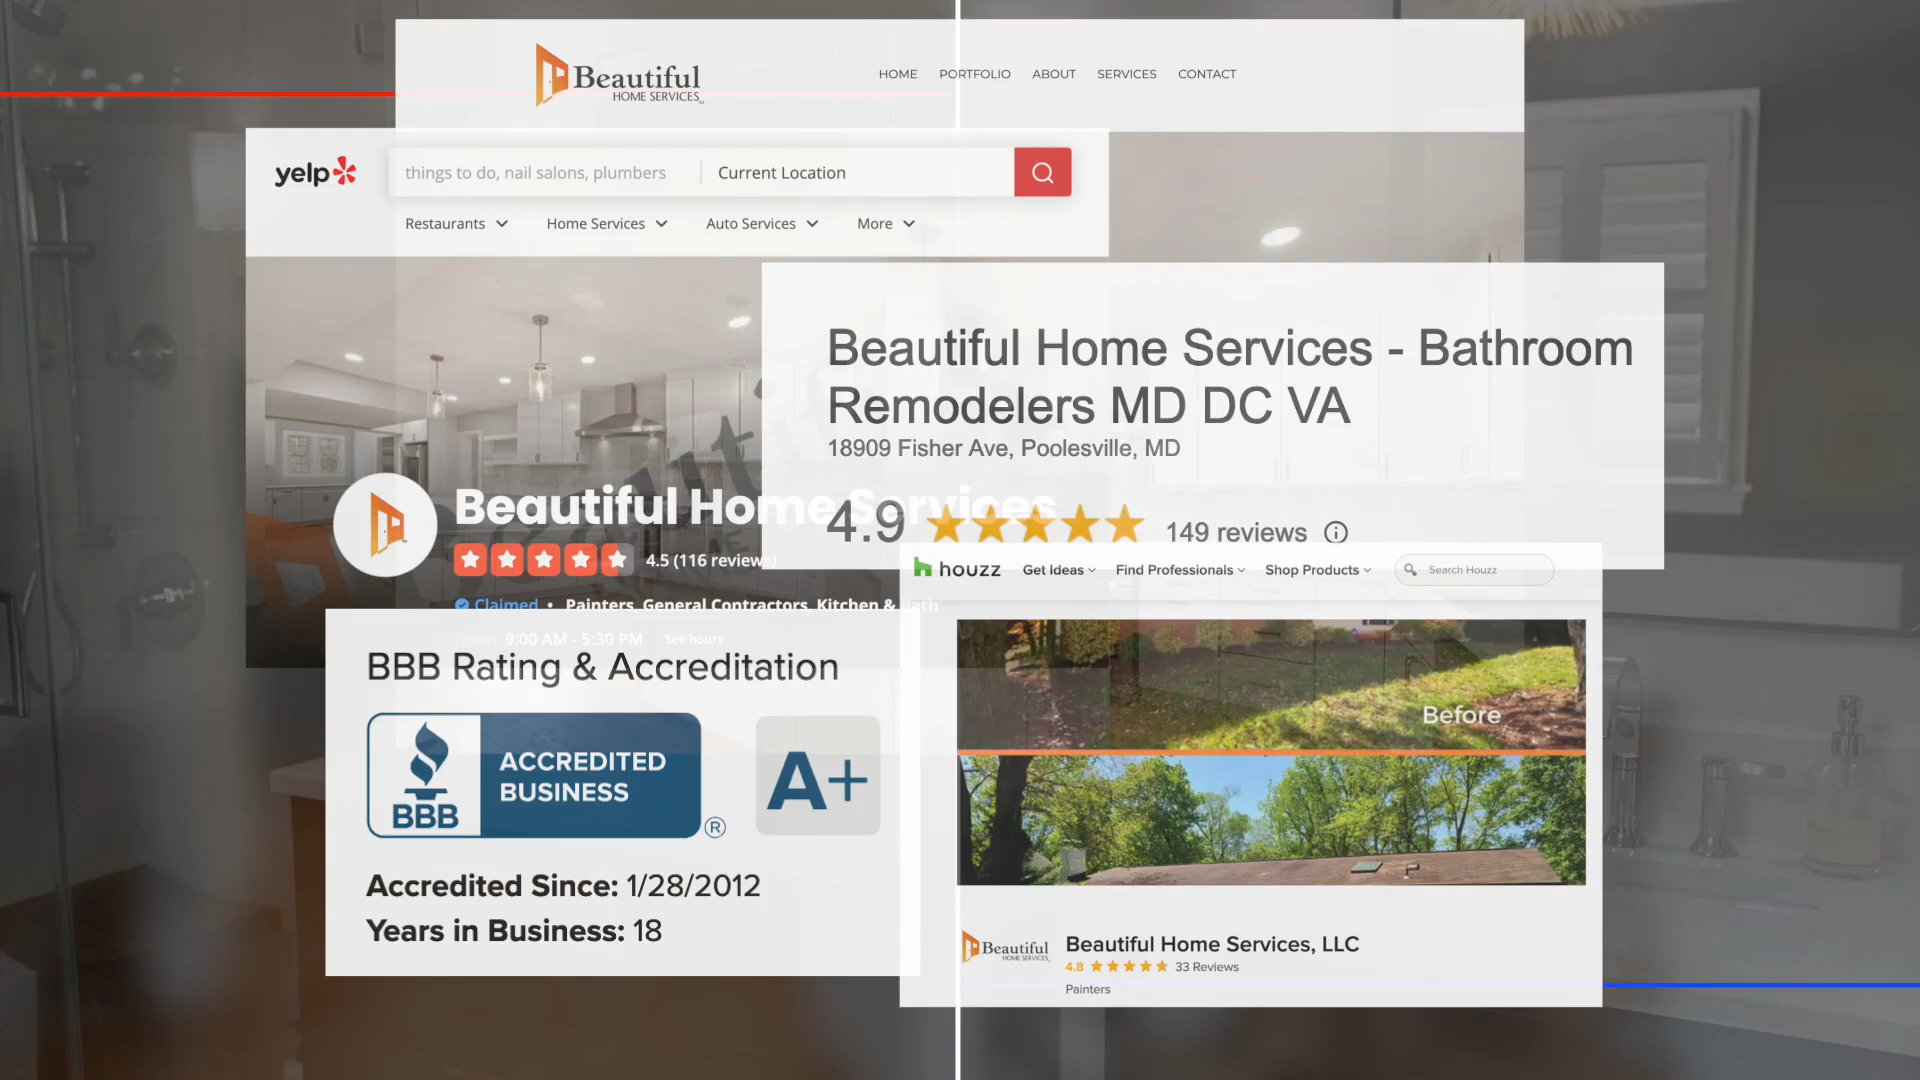 Beautiful
HOME SERVICES
HOME PORTFOLIO ABOUT SERVICES CONTACT
yelp
things to do, nail salons, plumbers
Current Location
Restaurants Home Services Auto Services More
Beautiful Home Services - Bathroom
Remodelers MD DC VA
18909 Fisher Ave, Poolesville, MD
4.9 149 reviews
Beautiful Home Services
4.5 (116 reviews)
Claimed • Painters, General Contractors, Kitchen & Bath
Open 9:00 AM - 5:30 PM See hours
houzz Get Ideas Find Professionals Shop Products Search Houzz
Before
BBB Rating & Accreditation
BBB
ACCREDITED
BUSINESS
®
A+
Accredited Since: 1/28/2012
Years in Business: 18
Beautiful
HOME SERVICES
Beautiful Home Services, LLC
4.8 33 Reviews
Painters